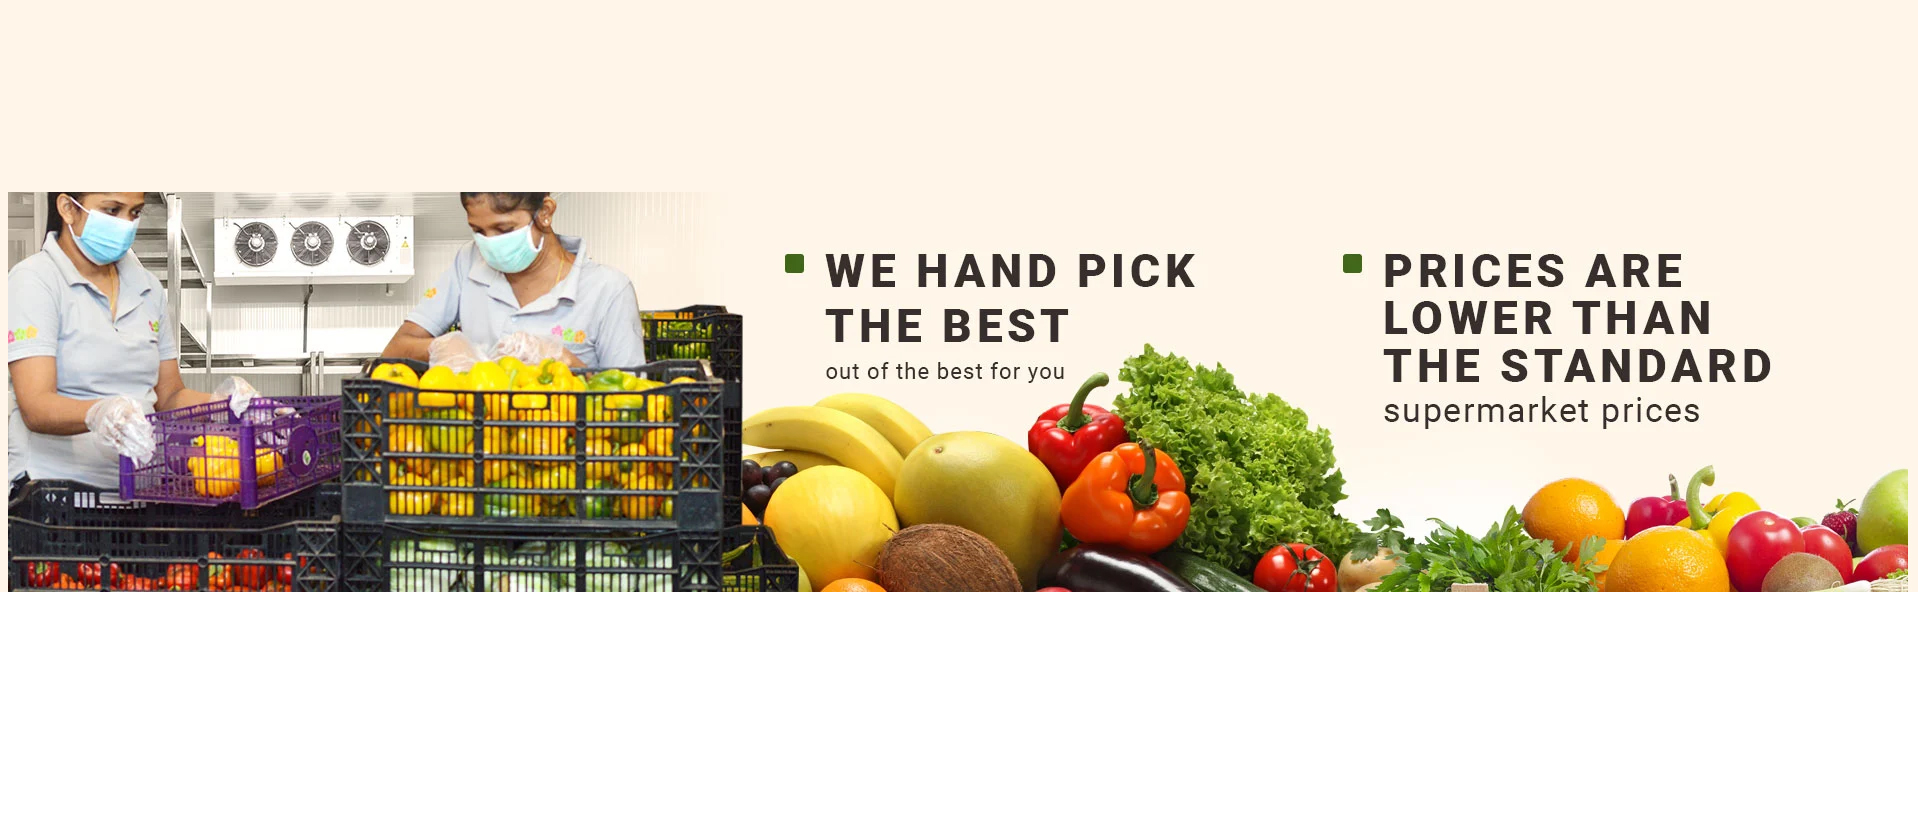 WE HAND PICK
THE BEST
out of the best for you
PRICES ARE
LOWER THAN
THE STANDARD
supermarket prices